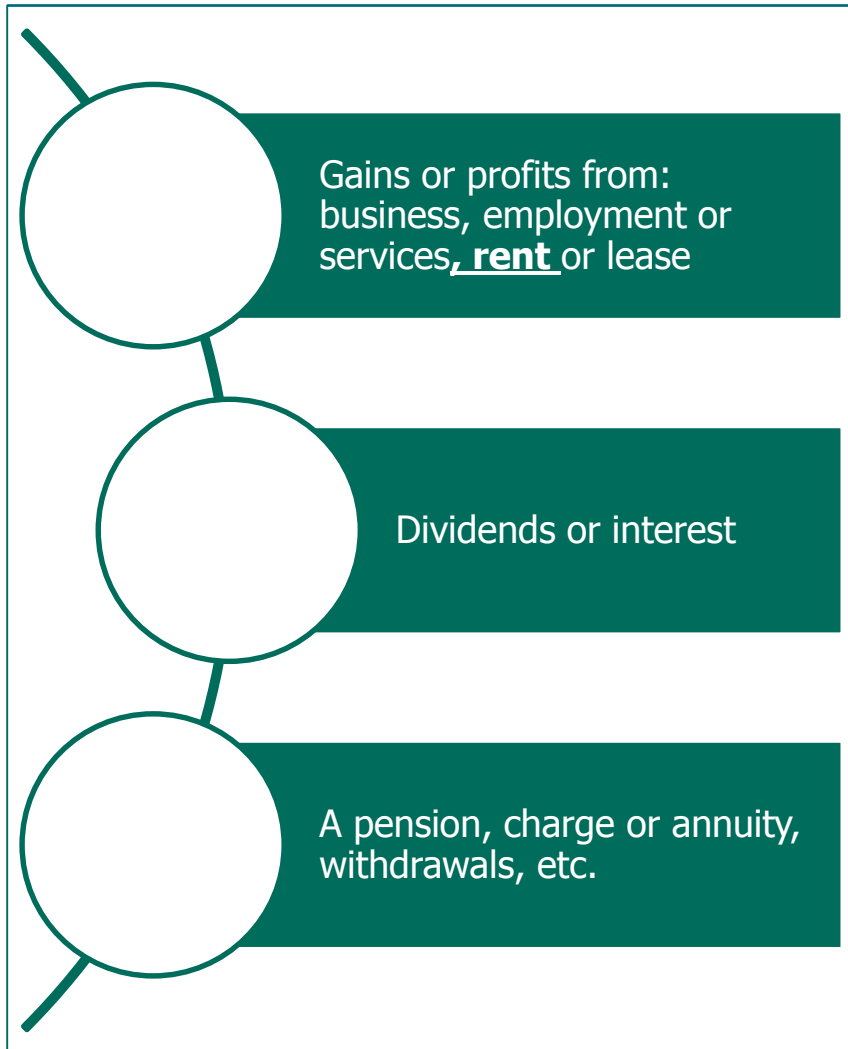 Gains or profits from:
business, employment or
services, rent or lease
Dividends or interest
A pension, charge or annuity,
withdrawals, etc.